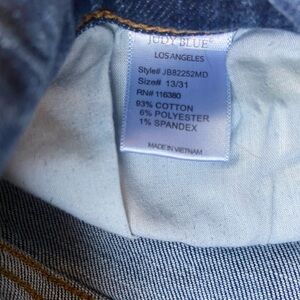 JUDY BLUE
LOS ANGELES
Style# JB82252MD
Size# 13/31
RN# 116380
93% COTTON
6% POLYESTER
1% SPANDEX
MADE IN VIETNAM